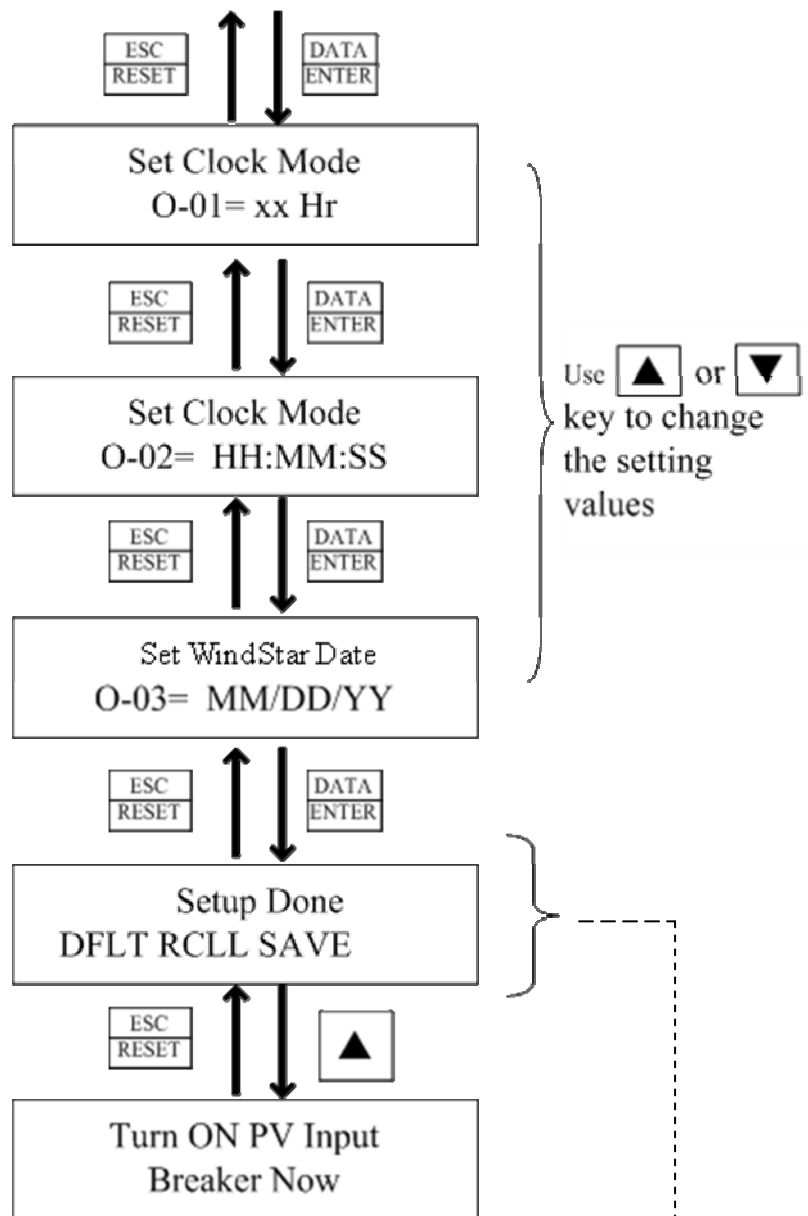 ESC
RESET
DATA
ENTER
Set Clock Mode
O-01= xx Hr
ESC
RESET
DATA
ENTER
Set Clock Mode
O-02= HH:MM:SS
Use ▲ or ▼
key to change
the setting
values
ESC
RESET
DATA
ENTER
Set WindStar Date
O-03= MM/DD/YY
ESC
RESET
DATA
ENTER
Setup Done
DFLT RCLL SAVE
ESC
RESET
▲
Turn ON PV Input
Breaker Now